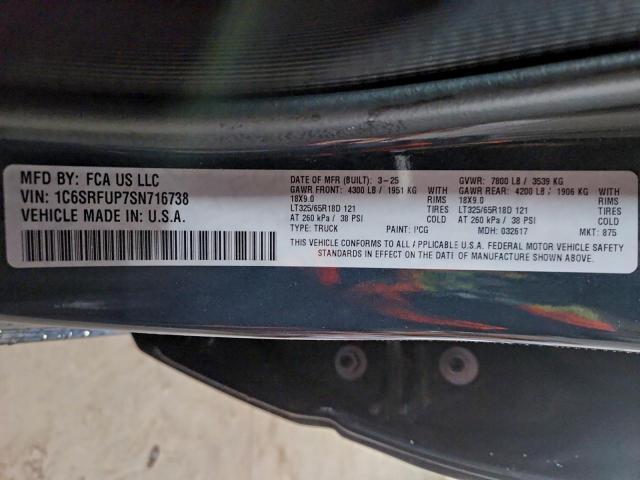 MFD BY: FCA US LLC
VIN: 1C6SRFUP7SN716738
VEHICLE MADE IN: U.S.A.
DATE OF MFR (BUILT): 3-25 GVWR: 7800 LB / 3539 KG
GAWR FRONT: 4300 LB / 1951 KG WITH GAWR REAR: 4200 LB / 1906 KG WITH
18X9.0 RIMS 18X9.0 RIMS
LT325/65R18D 121 TIRES LT325/65R18D 121 TIRES
AT 260 kPa / 38 PSI COLD AT 260 kPa / 38 PSI COLD
TYPE: TRUCK PAINT: PCG MDH: 032617 MKT: 875
THIS VEHICLE CONFORMS TO ALL APPLICABLE U.S.A. FEDERAL MOTOR VEHICLE SAFETY
STANDARDS IN EFFECT ON THE DATE OF MANUFACTURE SHOWN ABOVE.